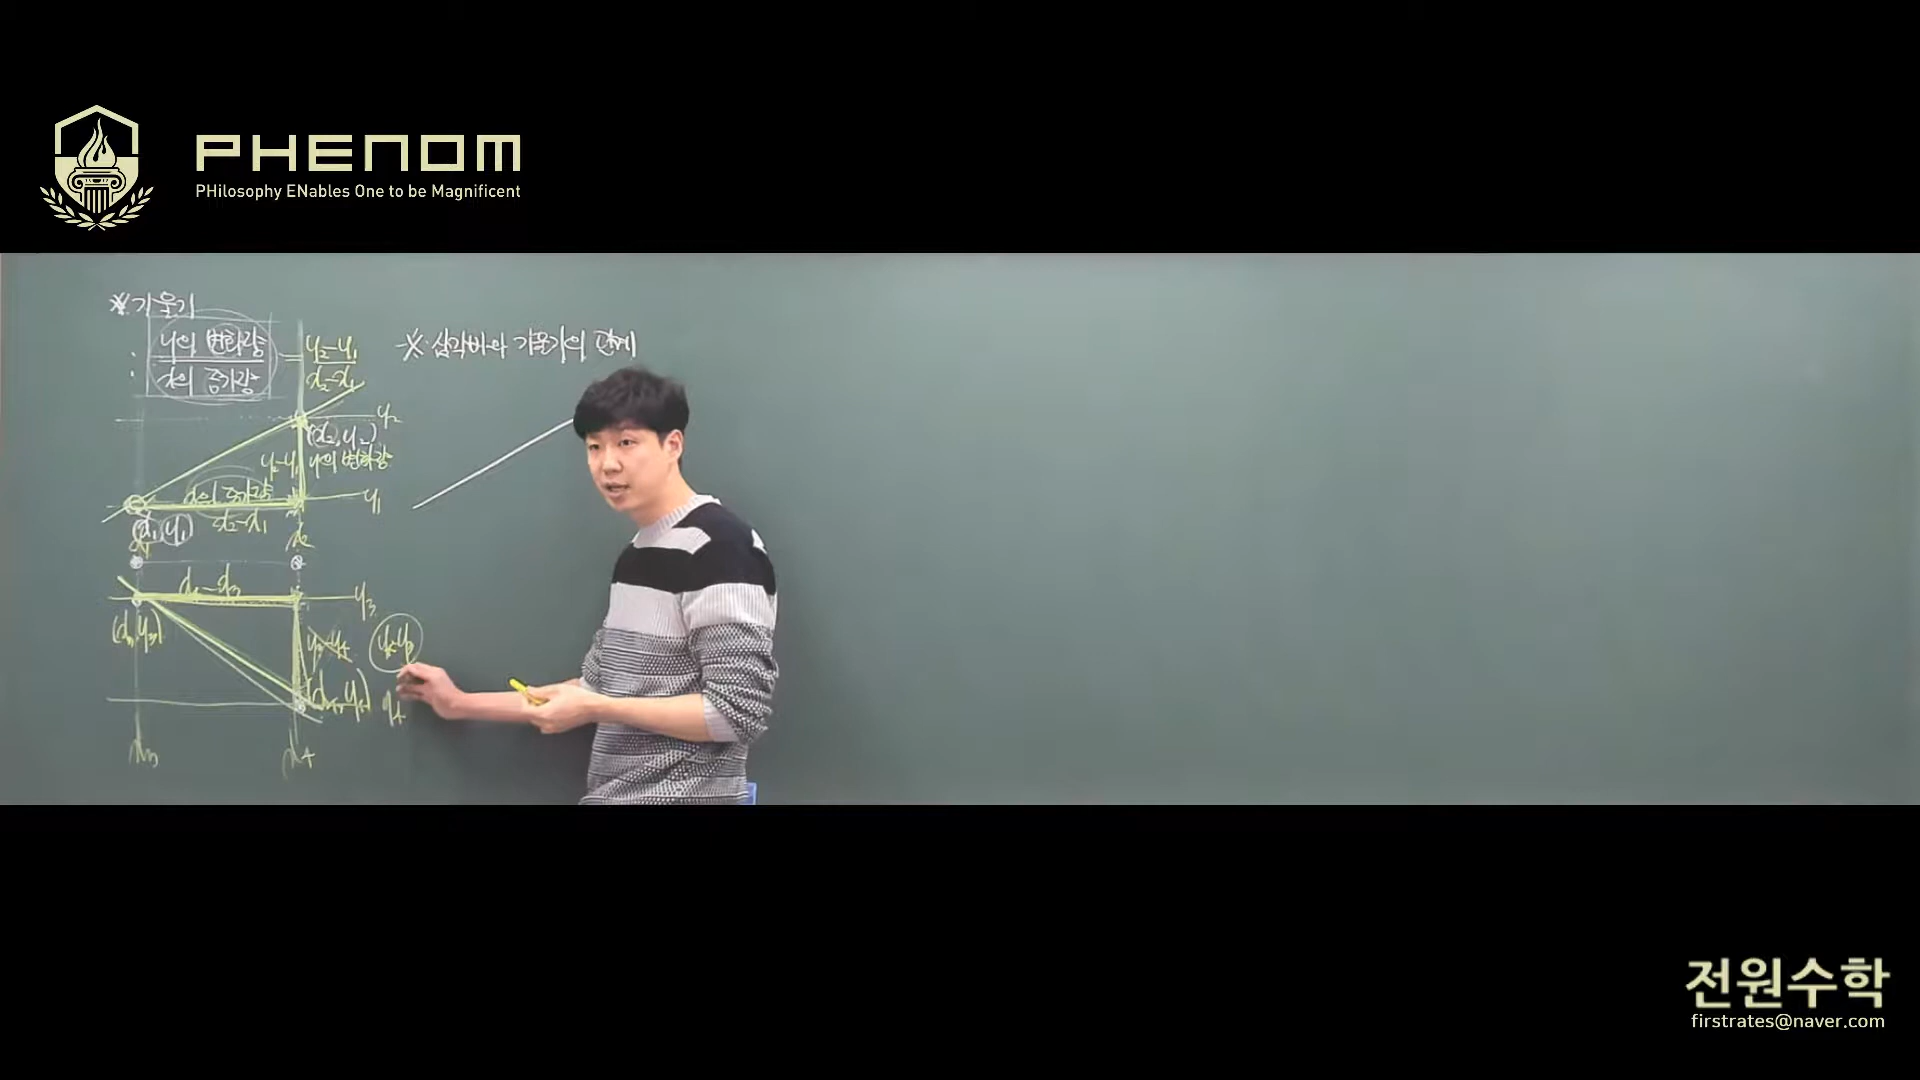 PHENOM
PHilosophy ENables One to be Magnificent
※ 기울기
: y의 변화량 / x의 증가량 = y₂-y₁ / x₂-x₁
※ 삼각비와 기울기의 관계
y₂
(x₂, y₂)
y₂-y₁ y의 변화량
x의 증가량
y₁
x₂-x₁
(x₁, y₁)
x₁ x₂
x₄-x₃
y₃
(x₃, y₃)
y₃-y₄ y₄-y₃
(x₄, y₄) y₄
x₃ x₄
전원수학
firstrates@naver.com